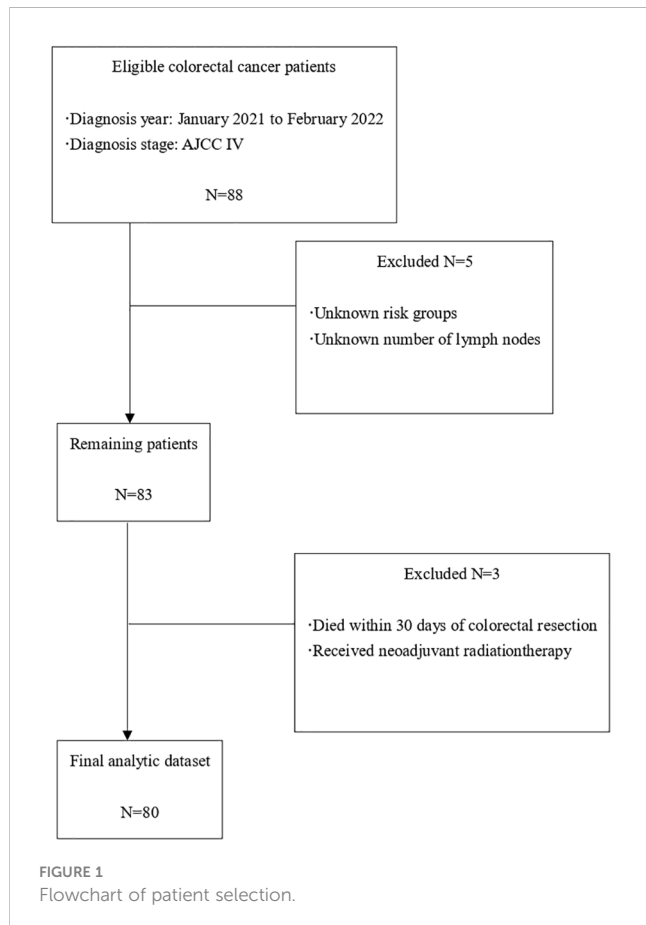 Eligible colorectal cancer patients
·Diagnosis year: January 2021 to February 2022
·Diagnosis stage: AJCC IV
N=88
Excluded N=5
·Unknown risk groups
·Unknown number of lymph nodes
Remaining patients
N=83
Excluded N=3
·Died within 30 days of colorectal resection
·Received neoadjuvant radiationtherapy
Final analytic dataset
N=80
FIGURE 1
Flowchart of patient selection.